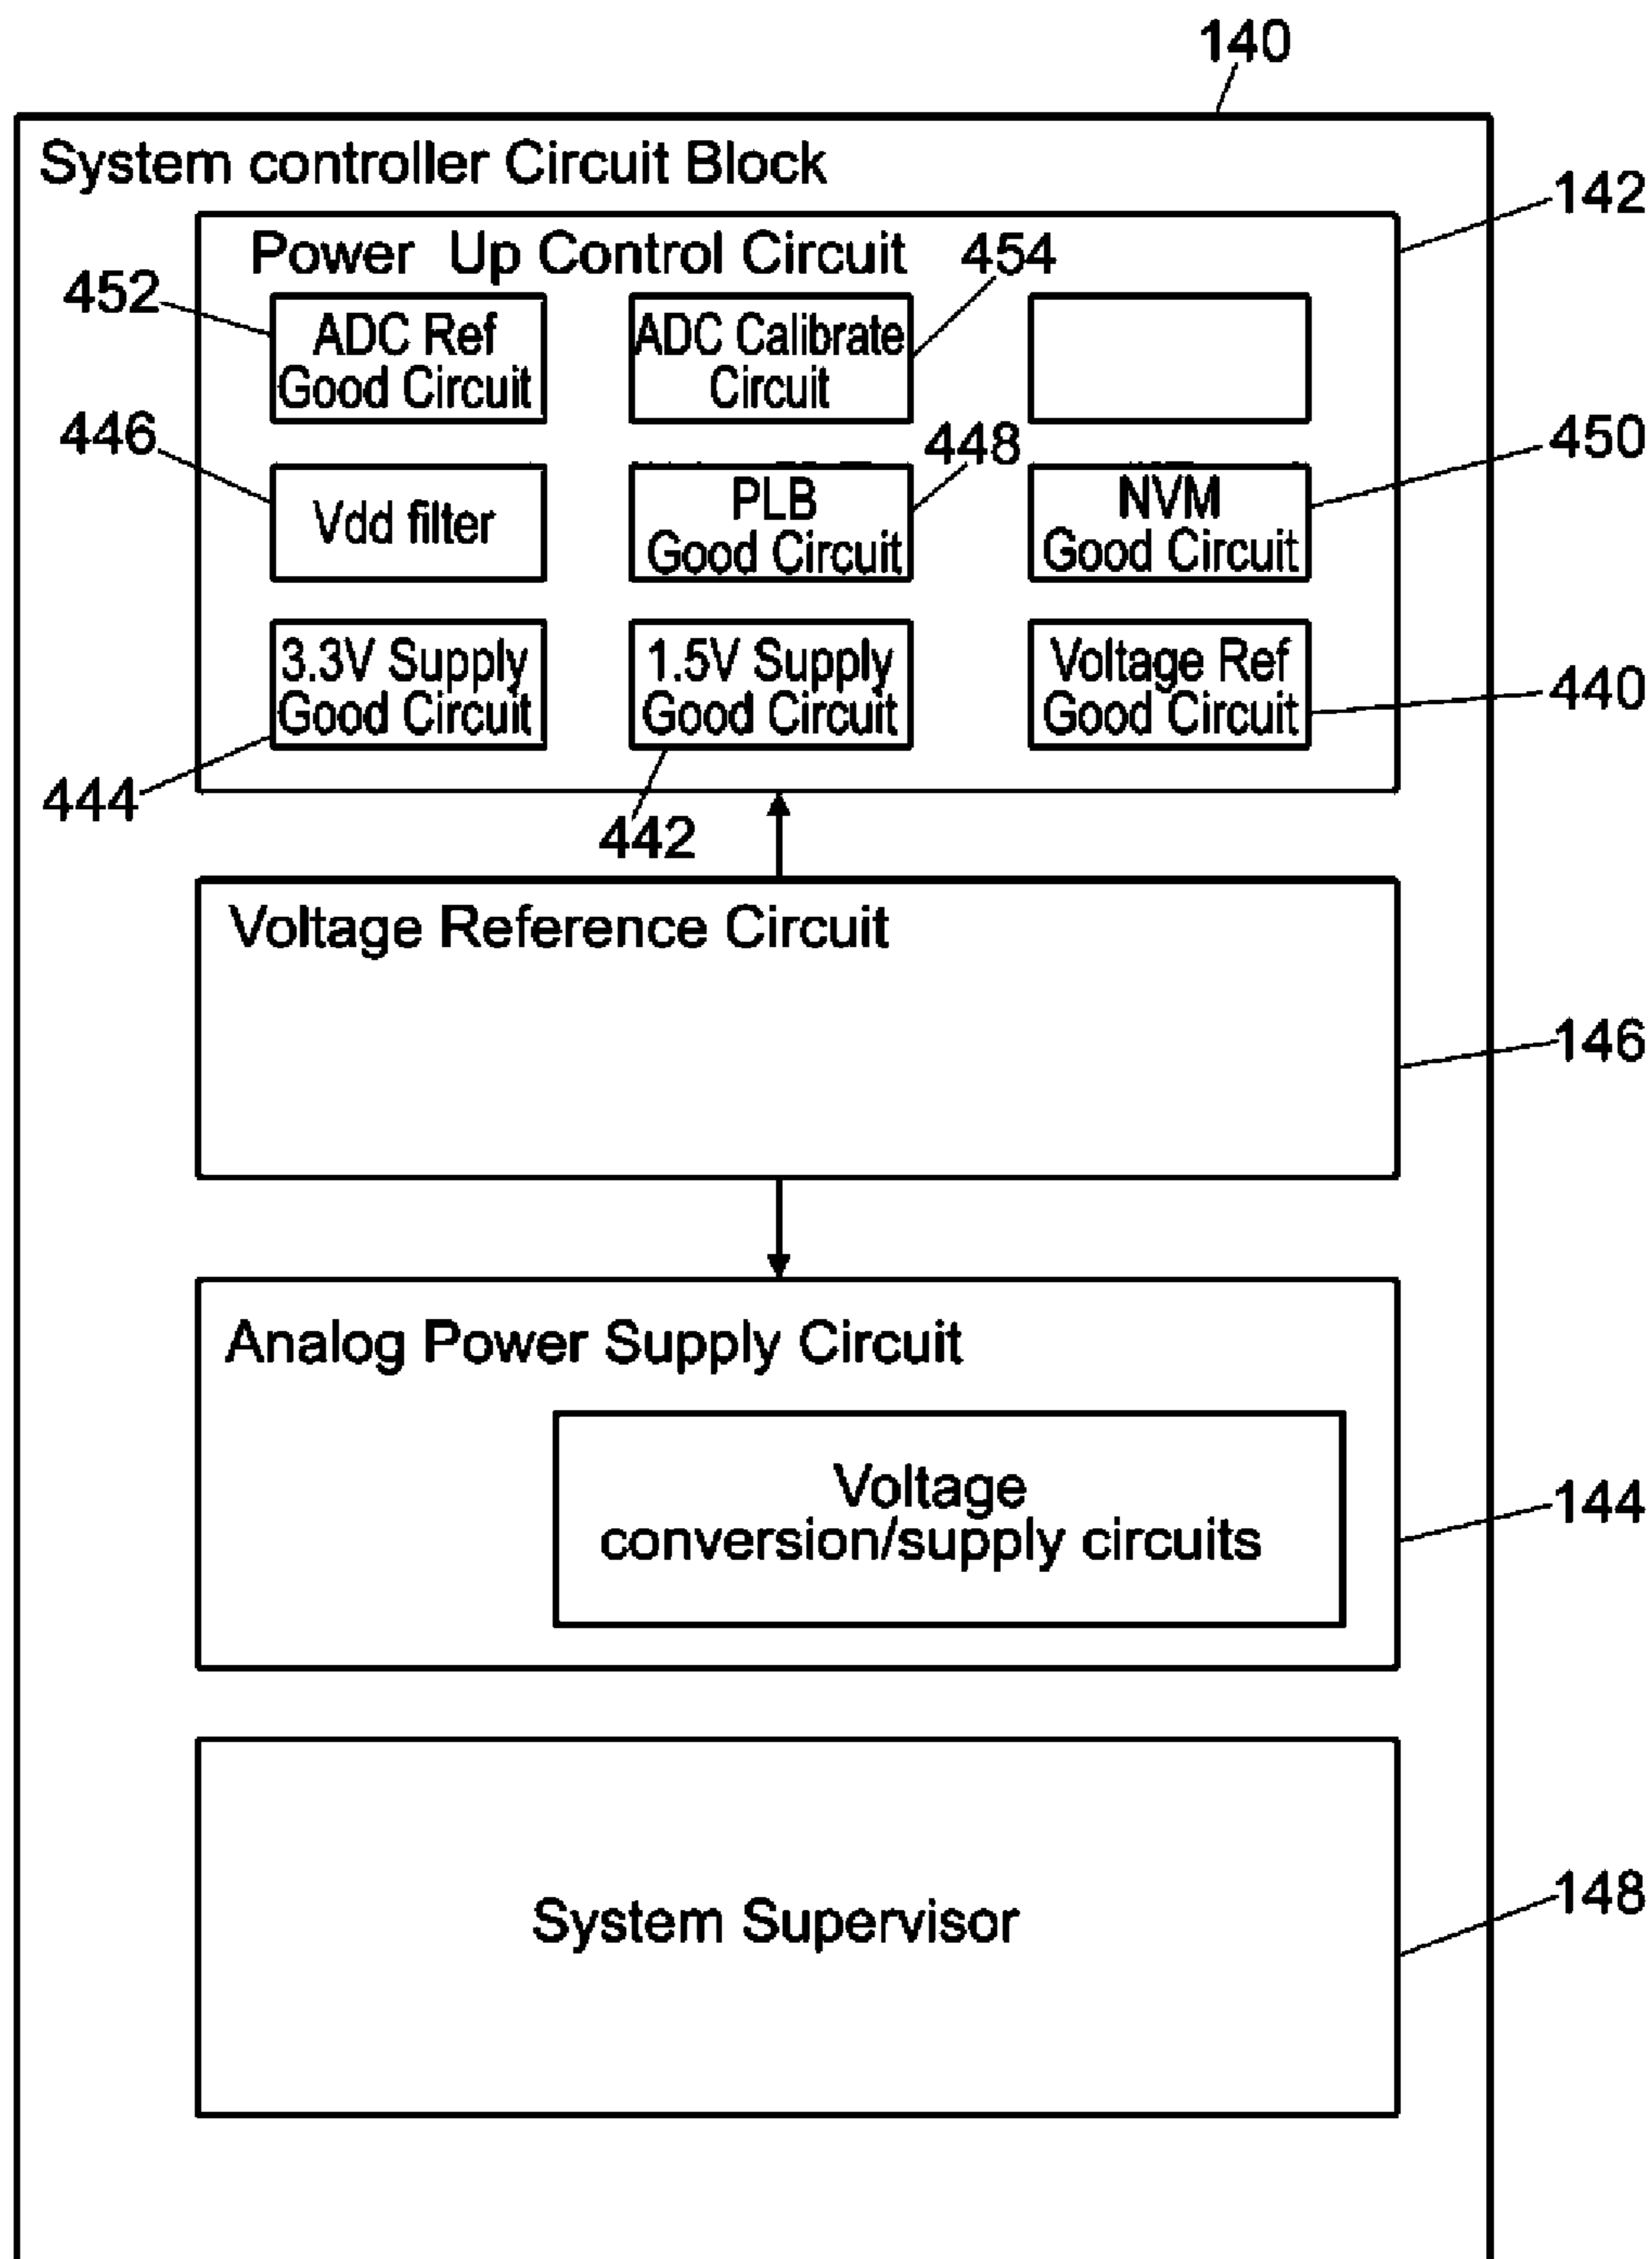 140
System controller Circuit Block
142
Power Up Control Circuit
454
452
ADC Ref
Good Circuit
ADC Calibrate
Circuit
446
448
450
Vdd filter
PLB
Good Circuit
NVM
Good Circuit
3.3V Supply
Good Circuit
1.5V Supply
Good Circuit
Voltage Ref
Good Circuit
440
444
442
Voltage Reference Circuit
146
Analog Power Supply Circuit
Voltage
conversion/supply circuits
144
System Supervisor
148